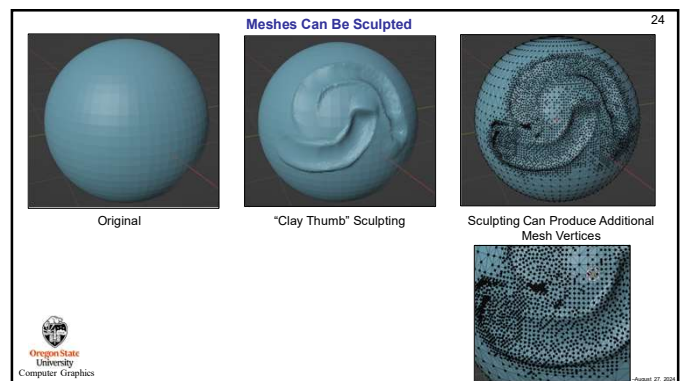 Meshes Can Be Sculpted
24
Original
“Clay Thumb” Sculpting
Sculpting Can Produce Additional
Mesh Vertices
Oregon State
University
Computer Graphics
–August 27, 2024